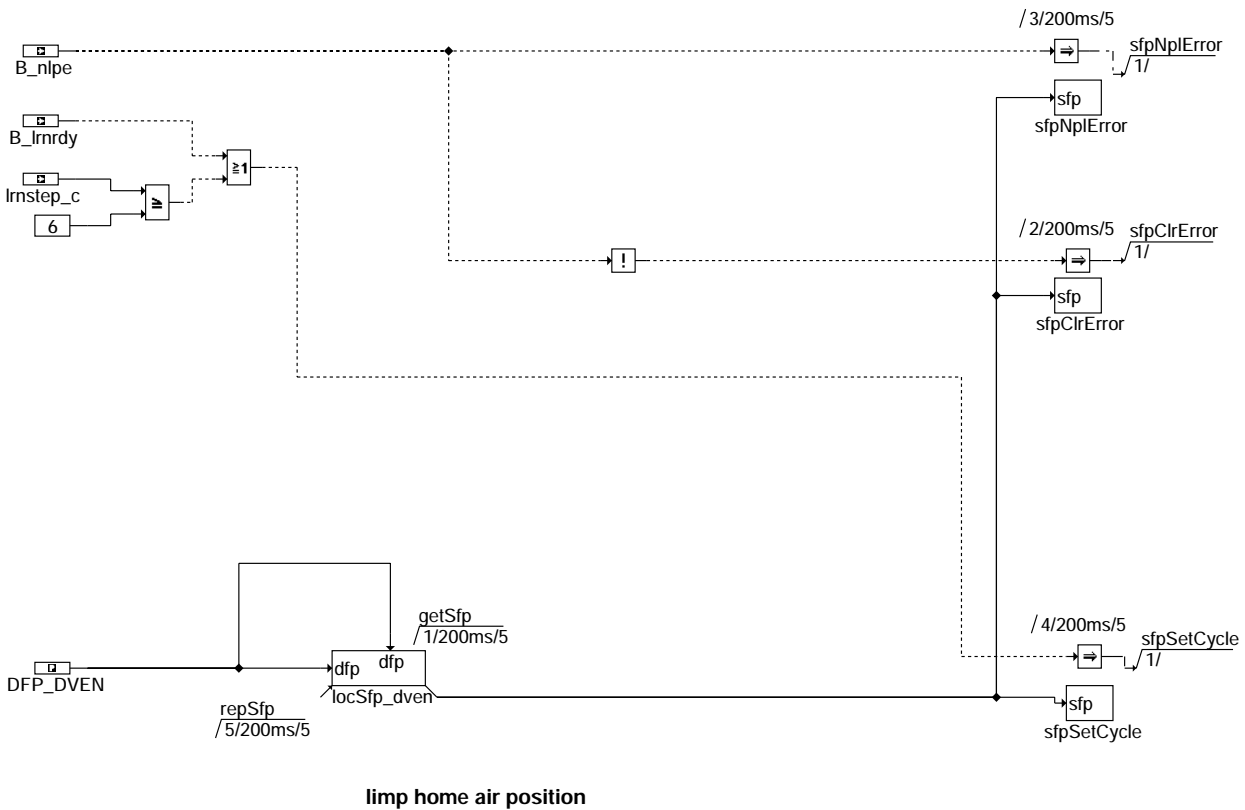 /3/200ms/5
sfpNplError
1/
B_nlpe
sfp
sfpNplError
B_lrnrdy
≥1
lrnstep_c
≥
6
/2/200ms/5
sfpClrError
1/
!
⇒
⇒
sfp
sfpClrError
getSfp
/1/200ms/5
/4/200ms/5
sfpSetCycle
1/
⇒
dfp
dfp
DFP_DVEN
locSfp_dven
repSfp
/5/200ms/5
sfp
sfpSetCycle
limp home air position